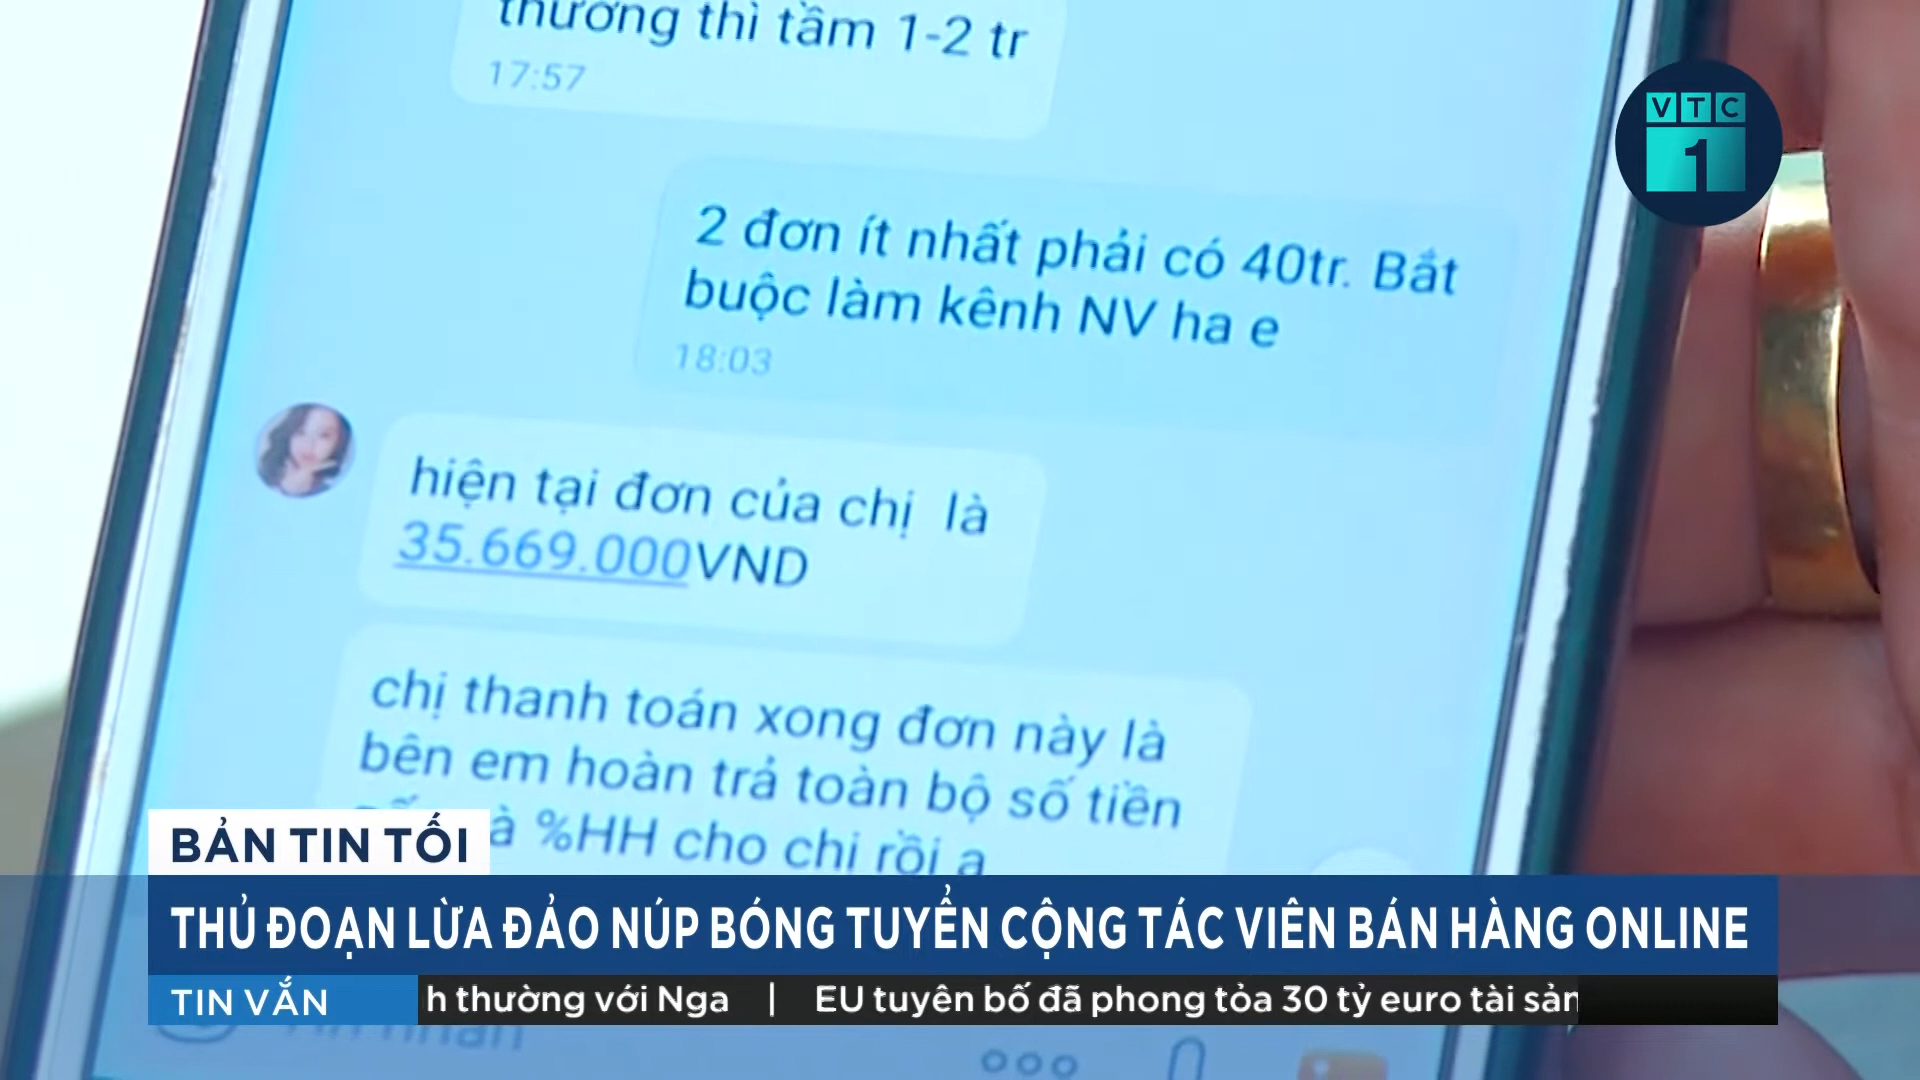 thưởng thì tầm 1-2 tr
17:57
VTC
1
2 đơn ít nhất phải có 40tr. Bắt
buộc làm kênh NV ha e
18:03
hiện tại đơn của chị là
35.669.000VND
chị thanh toán xong đơn này là
bên em hoàn trả toàn bộ số tiền
%HH cho chị rồi ạ
BẢN TIN TỐI
THỦ ĐOẠN LỪA ĐẢO NÚP BÓNG TUYỂN CỘNG TÁC VIÊN BÁN HÀNG ONLINE
TIN VẮN
h thường với Nga | EU tuyên bố đã phong tỏa 30 tỷ euro tài sản